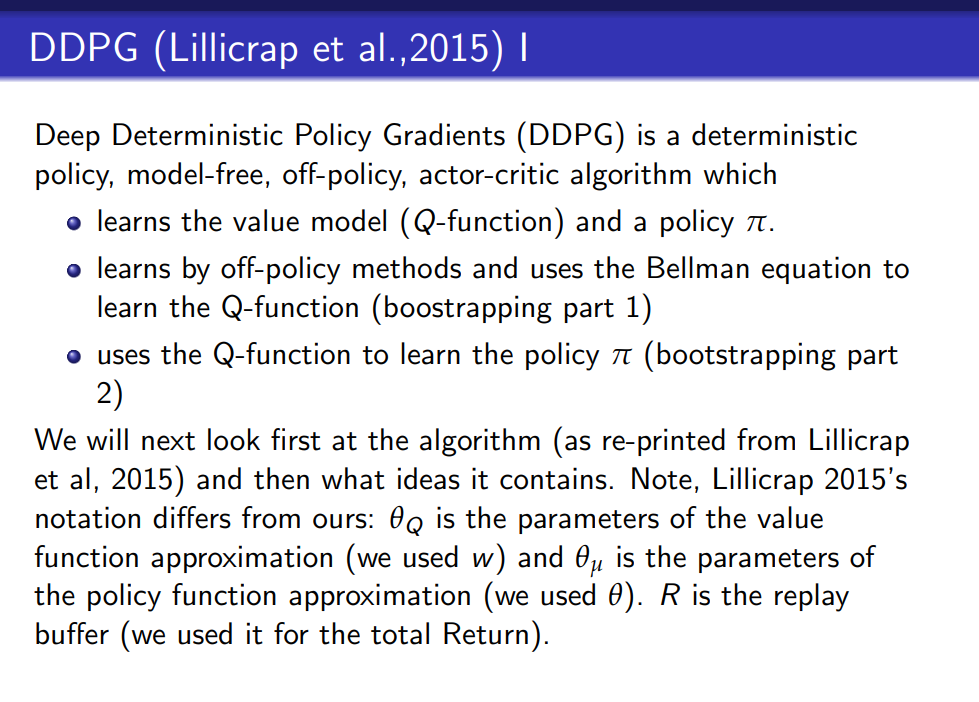 DDPG (Lillicrap et al.,2015) I
Deep Deterministic Policy Gradients (DDPG) is a deterministic
policy, model-free, off-policy, actor-critic algorithm which
learns the value model (Q-function) and a policy π.
learns by off-policy methods and uses the Bellman equation to
learn the Q-function (boostrapping part 1)
uses the Q-function to learn the policy π (bootstrapping part
2)
We will next look first at the algorithm (as re-printed from Lillicrap
et al, 2015) and then what ideas it contains. Note, Lillicrap 2015's
notation differs from ours: θ_Q is the parameters of the value
function approximation (we used w) and θ_μ is the parameters of
the policy function approximation (we used θ). R is the replay
buffer (we used it for the total Return).